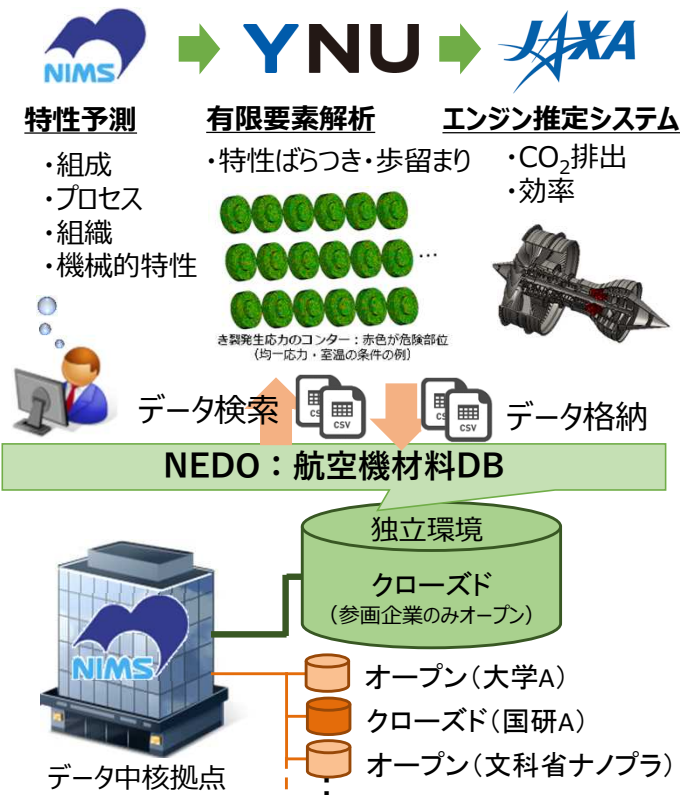 NIMS
YNU
JAXA
特性予測
有限要素解析
エンジン推定システム
・組成
・プロセス
・組織
・機械的特性
・特性ばらつき・歩留まり
・CO₂排出
・効率
…
き裂発生応力のコンター：赤色が危険部位
（均一応力・室温の条件の例）
データ検索
CSV
CSV
CSV
CSV
データ格納
NEDO：航空機材料DB
独立環境
クローズド
（参画企業のみオープン）
NIMS
オープン（大学A）
クローズド（国研A）
オープン（文科省ナノプラ）
データ中核拠点